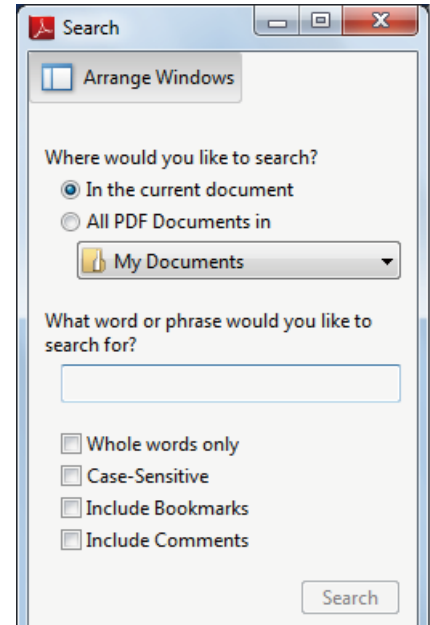 Search
Arrange Windows
Where would you like to search?
In the current document
All PDF Documents in
My Documents
What word or phrase would you like to
search for?
Whole words only
Case-Sensitive
Include Bookmarks
Include Comments
Search